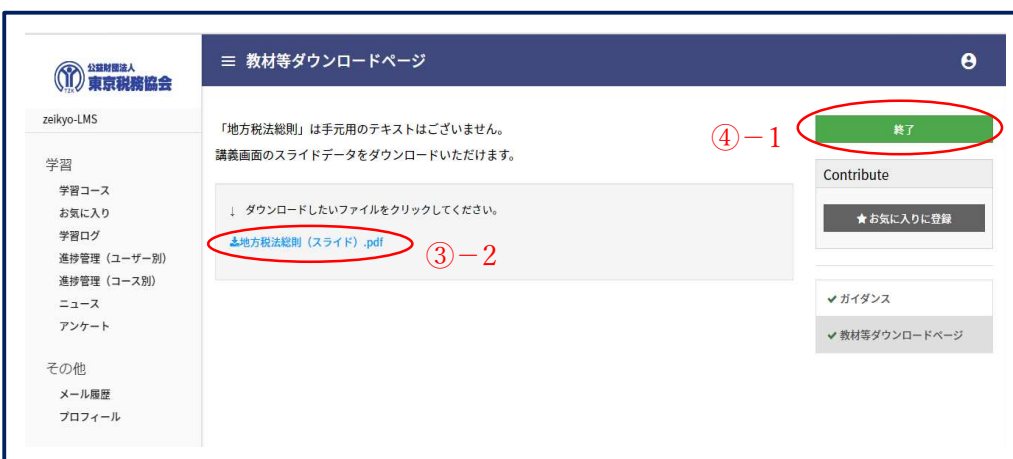 公益財団法人
東京税務協会
TZK
zeikyo-LMS
学習
学習コース
お気に入り
学習ログ
進捗管理（ユーザー別）
進捗管理（コース別）
ニュース
アンケート
その他
メール履歴
プロフィール
教材等ダウンロードページ
「地方税法総則」は手元用のテキストはございません。
講義画面のスライドデータをダウンロードいただけます。
↓ ダウンロードしたいファイルをクリックしてください。
地方税法総則（スライド）.pdf
③－2
④－1
終了
Contribute
★お気に入りに登録
✔ ガイダンス
✔ 教材等ダウンロードページ